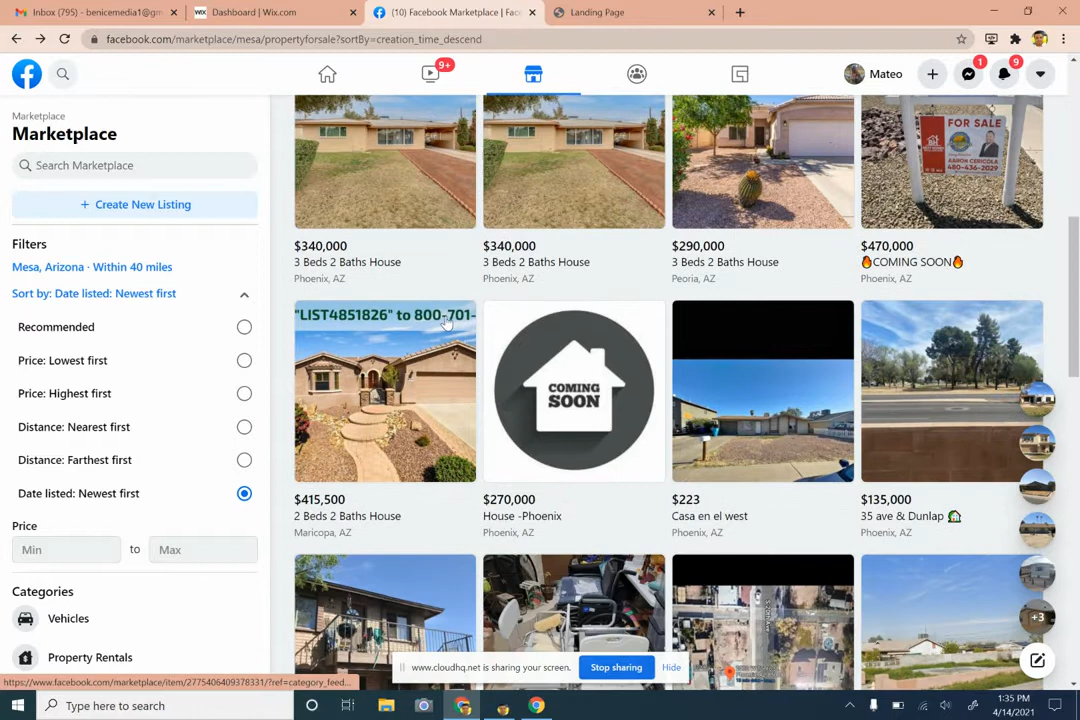 Inbox (795) - benicemedia1@gm
Dashboard | Wix.com
(10) Facebook Marketplace | Fac
Landing Page
facebook.com/marketplace/mesa/propertyforsale?sortBy=creation_time_descend
9+
Mateo
1
9
Marketplace
Marketplace
Search Marketplace
+ Create New Listing
Filters
Mesa, Arizona · Within 40 miles
Sort by: Date listed: Newest first
Recommended
Price: Lowest first
Price: Highest first
Distance: Nearest first
Distance: Farthest first
Date listed: Newest first
Price
Min
to
Max
Categories
Vehicles
Property Rentals
FOR SALE
AARON CERICOLA
480-436-2029
$340,000
3 Beds 2 Baths House
Phoenix, AZ
$340,000
3 Beds 2 Baths House
Phoenix, AZ
$290,000
3 Beds 2 Baths House
Peoria, AZ
$470,000
🔥COMING SOON🔥
Phoenix, AZ
"LIST4851826" to 800-701-
COMING
SOON
$415,500
2 Beds 2 Baths House
Maricopa, AZ
$270,000
House -Phoenix
Phoenix, AZ
$223
Casa en el west
Phoenix, AZ
$135,000
35 ave & Dunlap 🏡
Phoenix, AZ
+3
www.cloudhq.net is sharing your screen.
Stop sharing
Hide
https://www.facebook.com/marketplace/item/2775406409378331/?ref=category_feed...
Type here to search
1:35 PM
4/14/2021